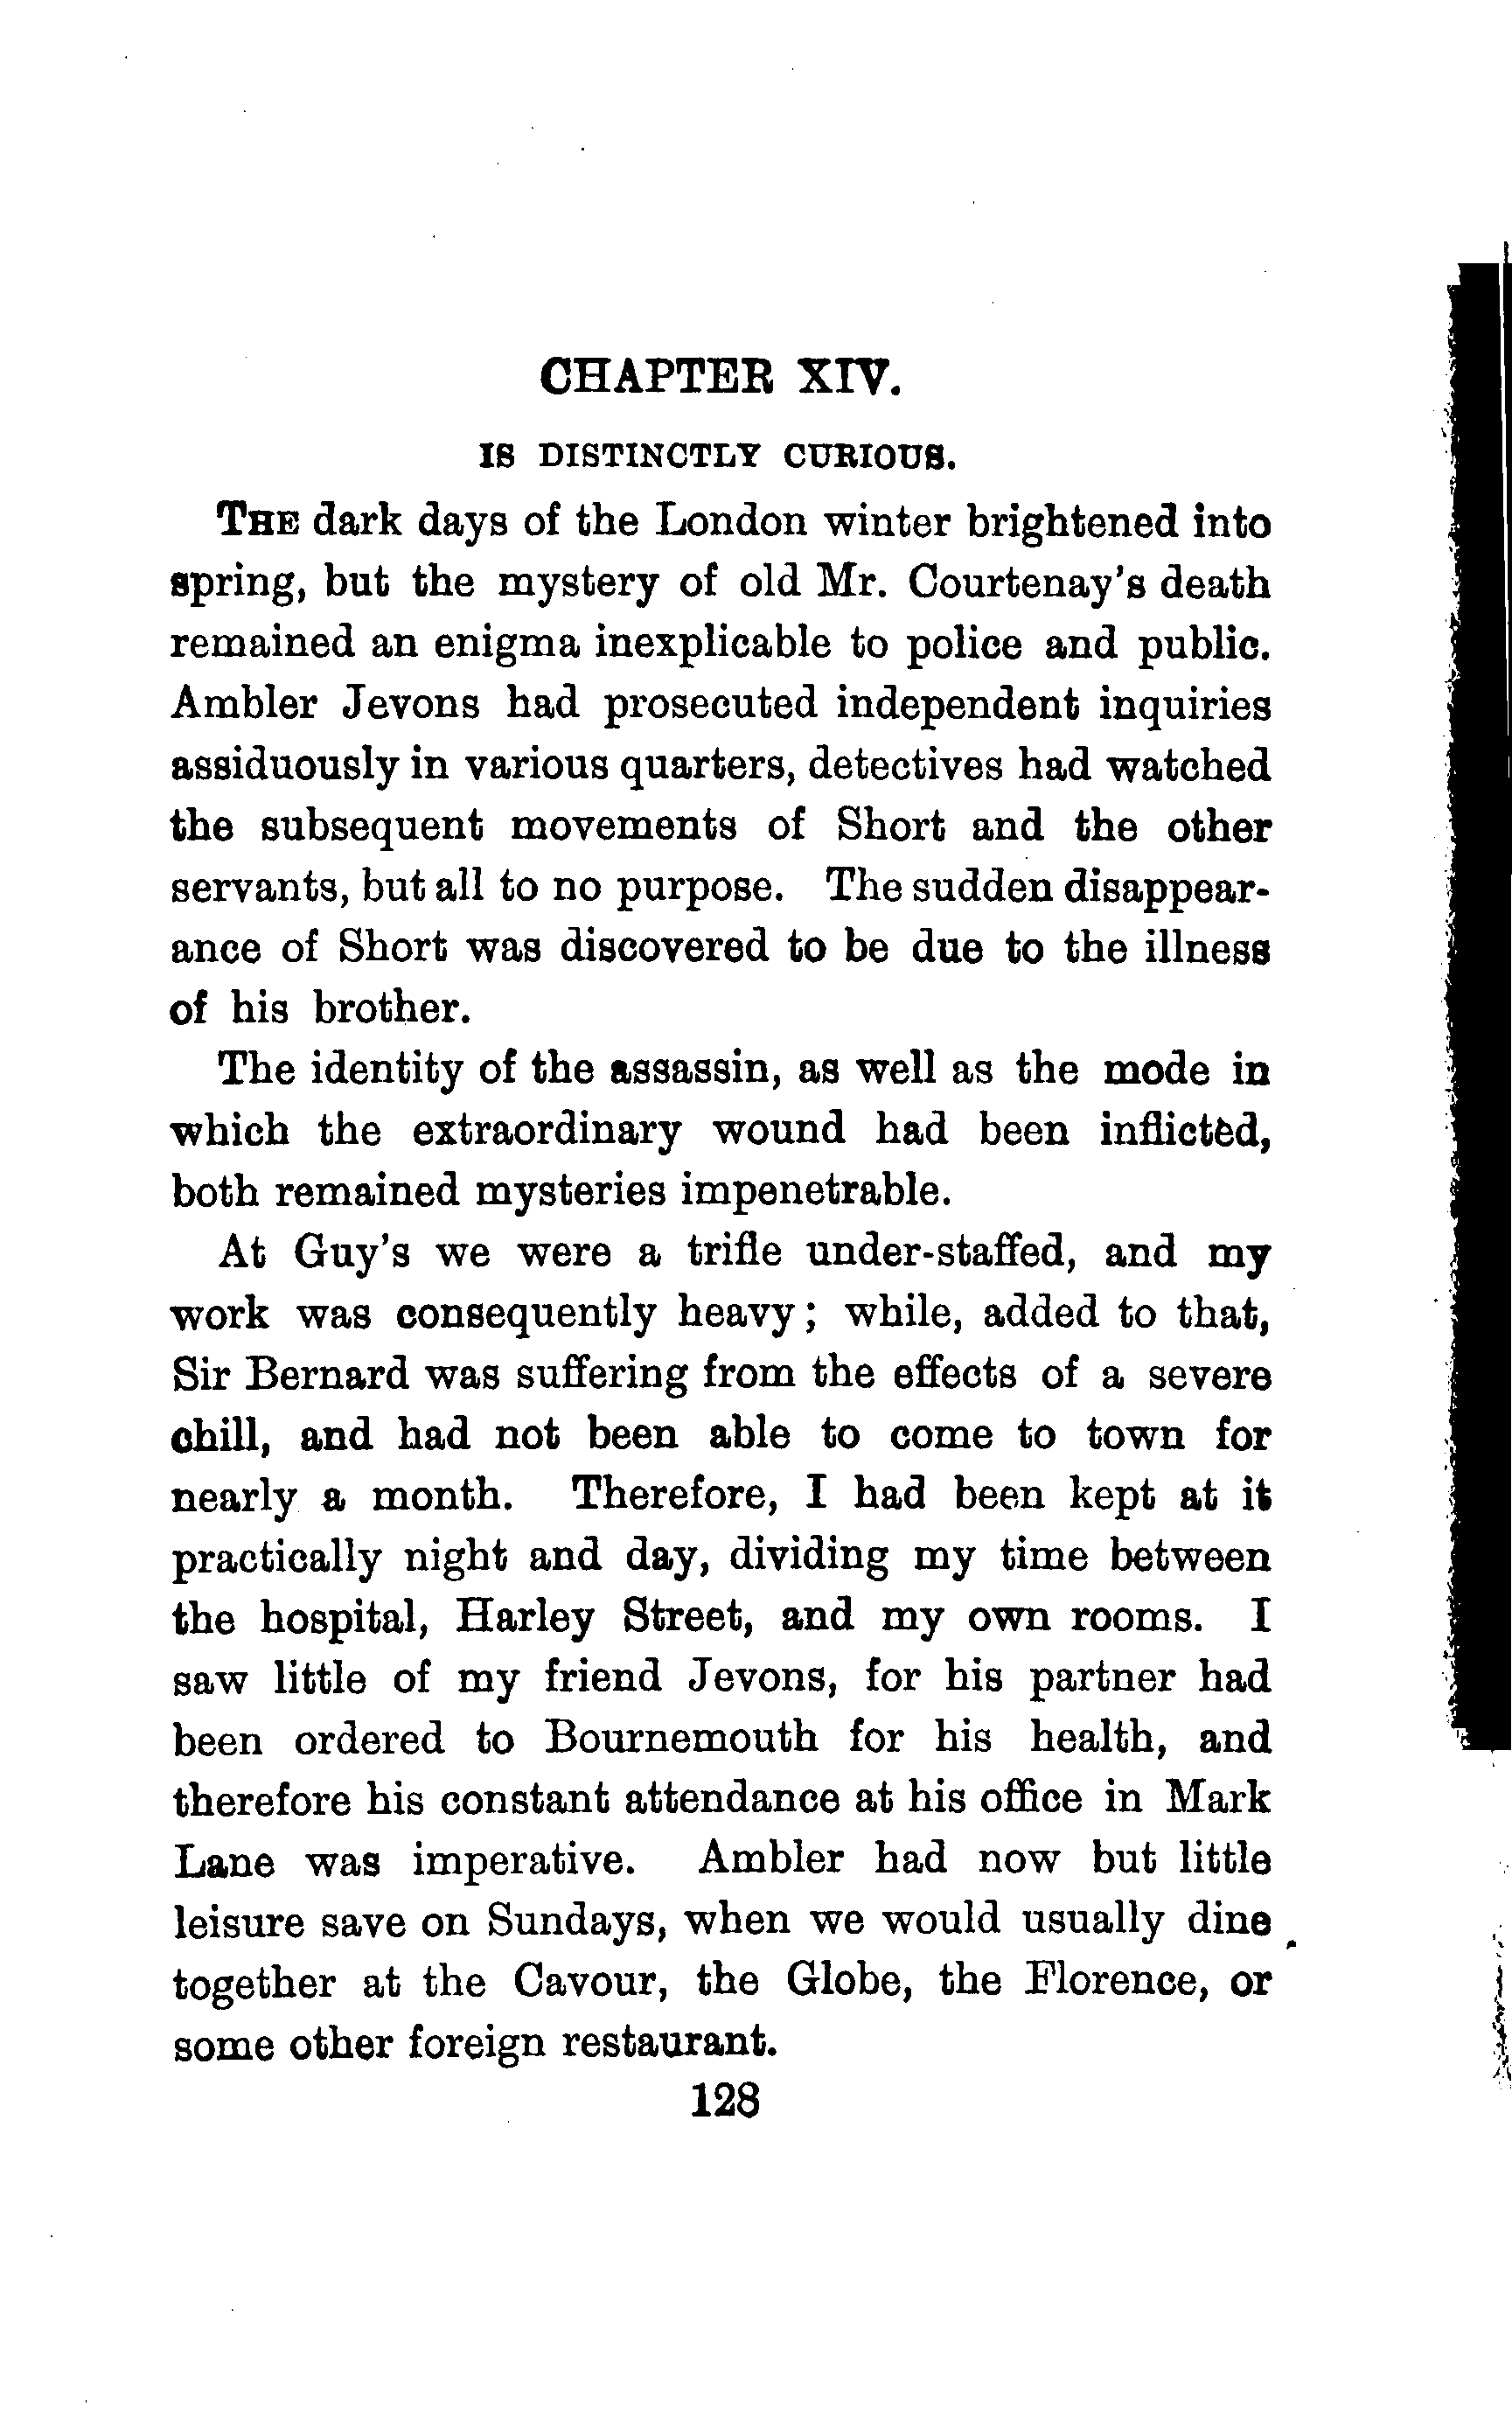 CHAPTER XIV.
IS DISTINCTLY CURIOUS.
THE dark days of the London winter brightened into
spring, but the mystery of old Mr. Courtenay's death
remained an enigma inexplicable to police and public.
Ambler Jevons had prosecuted independent inquiries
assiduously in various quarters, detectives had watched
the subsequent movements of Short and the other
servants, but all to no purpose. The sudden disappear-
ance of Short was discovered to be due to the illness
of his brother.
The identity of the assassin, as well as the mode in
which the extraordinary wound had been inflicted,
both remained mysteries impenetrable.
At Guy's we were a trifle under-staffed, and my
work was consequently heavy; while, added to that,
Sir Bernard was suffering from the effects of a severe
chill, and had not been able to come to town for
nearly a month. Therefore, I had been kept at it
practically night and day, dividing my time between
the hospital, Harley Street, and my own rooms. I
saw little of my friend Jevons, for his partner had
been ordered to Bournemouth for his health, and
therefore his constant attendance at his office in Mark
Lane was imperative. Ambler had now but little
leisure save on Sundays, when we would usually dine
together at the Cavour, the Globe, the Florence, or
some other foreign restaurant.
128